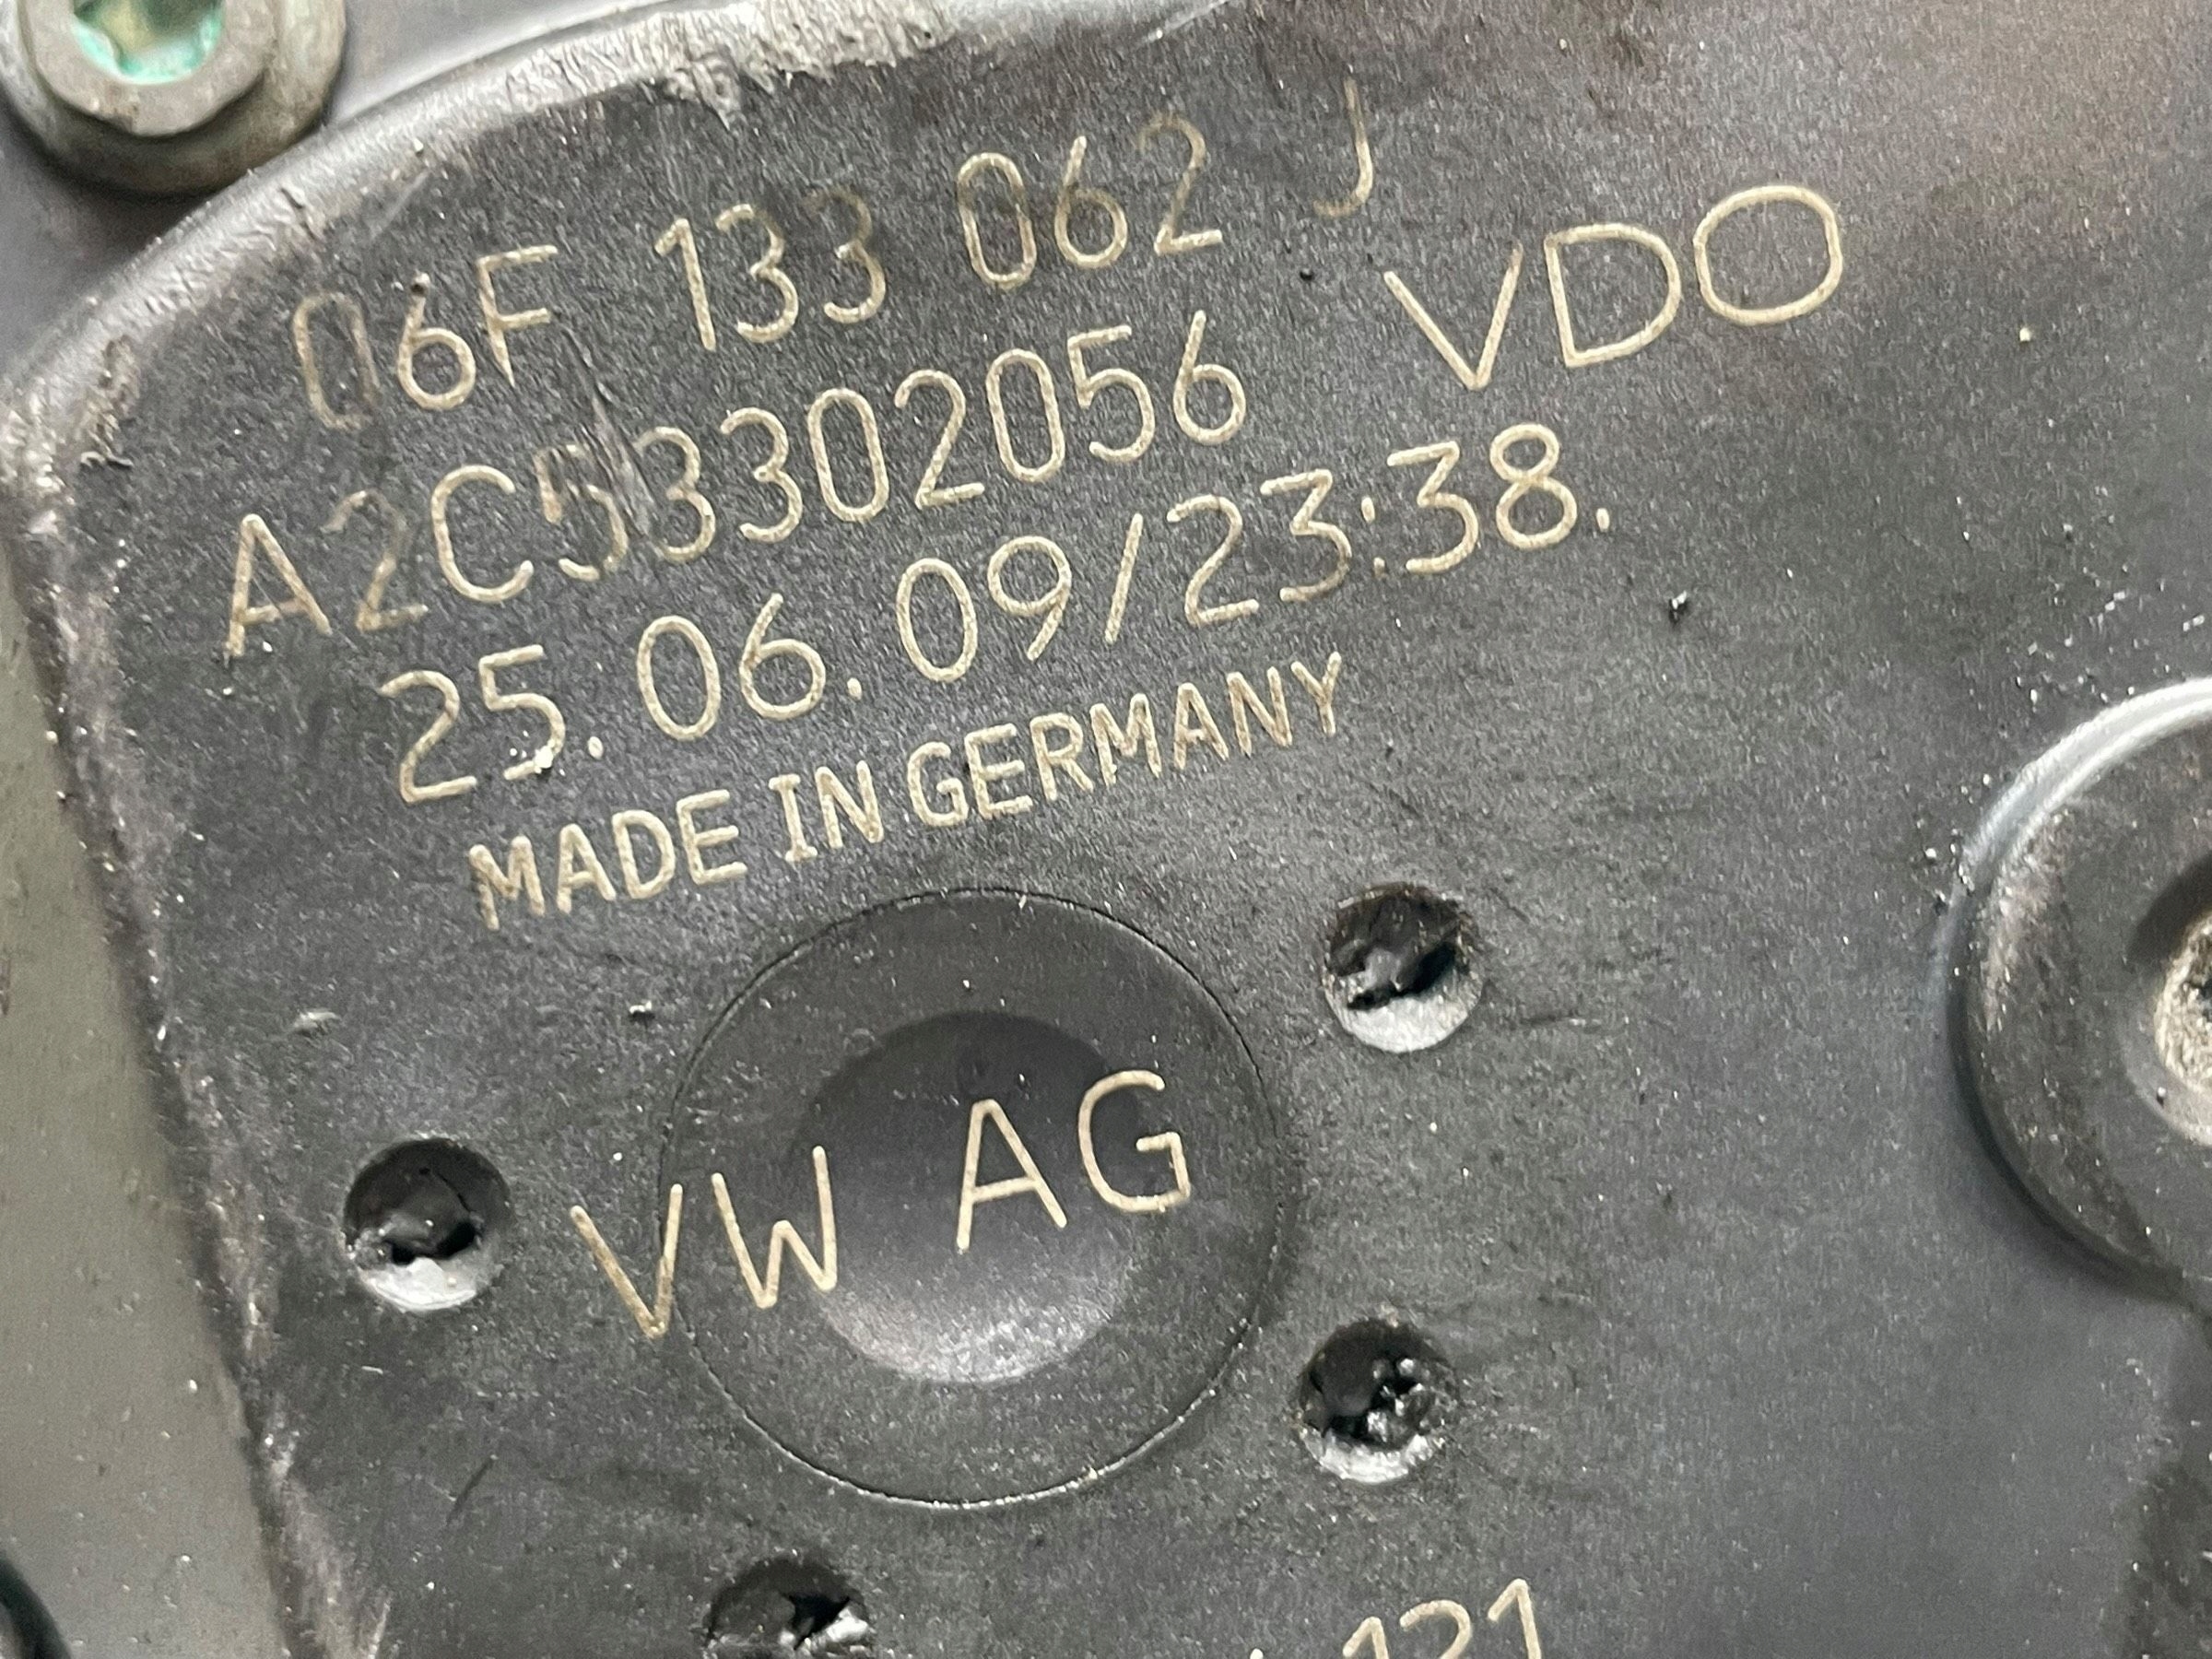 06F 133 062 J
A2C53302056 VDO
25.06.09/23:38.
MADE IN GERMANY
VW AG